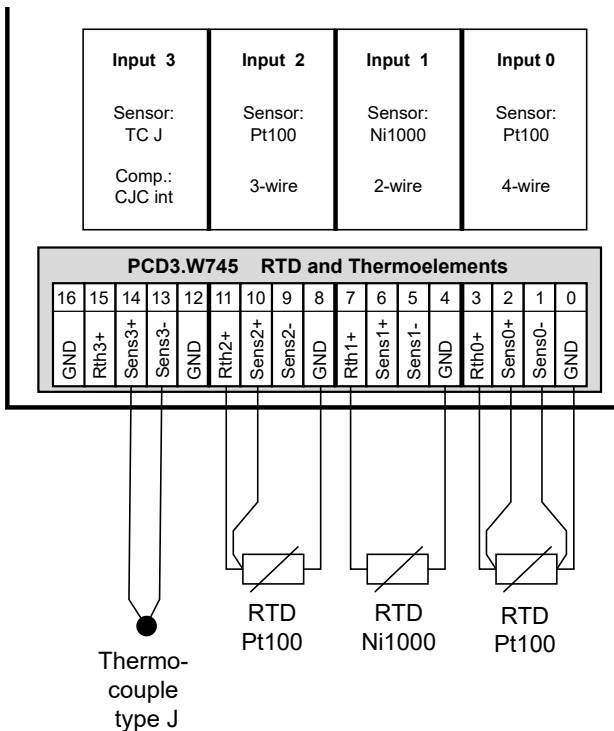 Input 3
Sensor:
TC J
Comp.:
CJC int
Input 2
Sensor:
Pt100
3-wire
Input 1
Sensor:
Ni1000
2-wire
Input 0
Sensor:
Pt100
4-wire
PCD3.W745 RTD and Thermoelements
16 15 14 13 12 11 10 9 8 7 6 5 4 3 2 1 0
GND
Rth3+
Sens3+
Sens3-
GND
Rth2+
Sens2+
Sens2-
GND
Rth1+
Sens1+
Sens1-
GND
Rth0+
Sens0+
Sens0-
GND
RTD
Pt100
RTD
Ni1000
RTD
Pt100
Thermo-
couple
type J